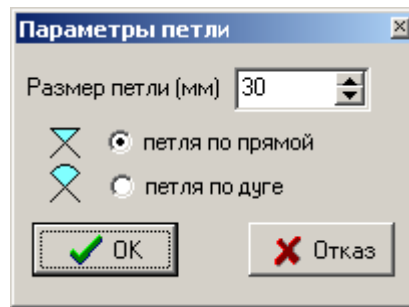 Параметры петли
Размер петли (мм) 30
петля по прямой
петля по дуге
OK Отказ